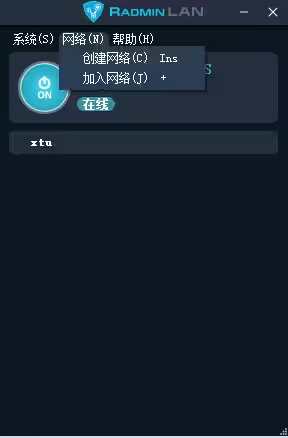 RADMIN LAN
系统(S) 网络(N) 帮助(H)
创建网络(C) Ins
加入网络(J) +
ON
在线
xtu